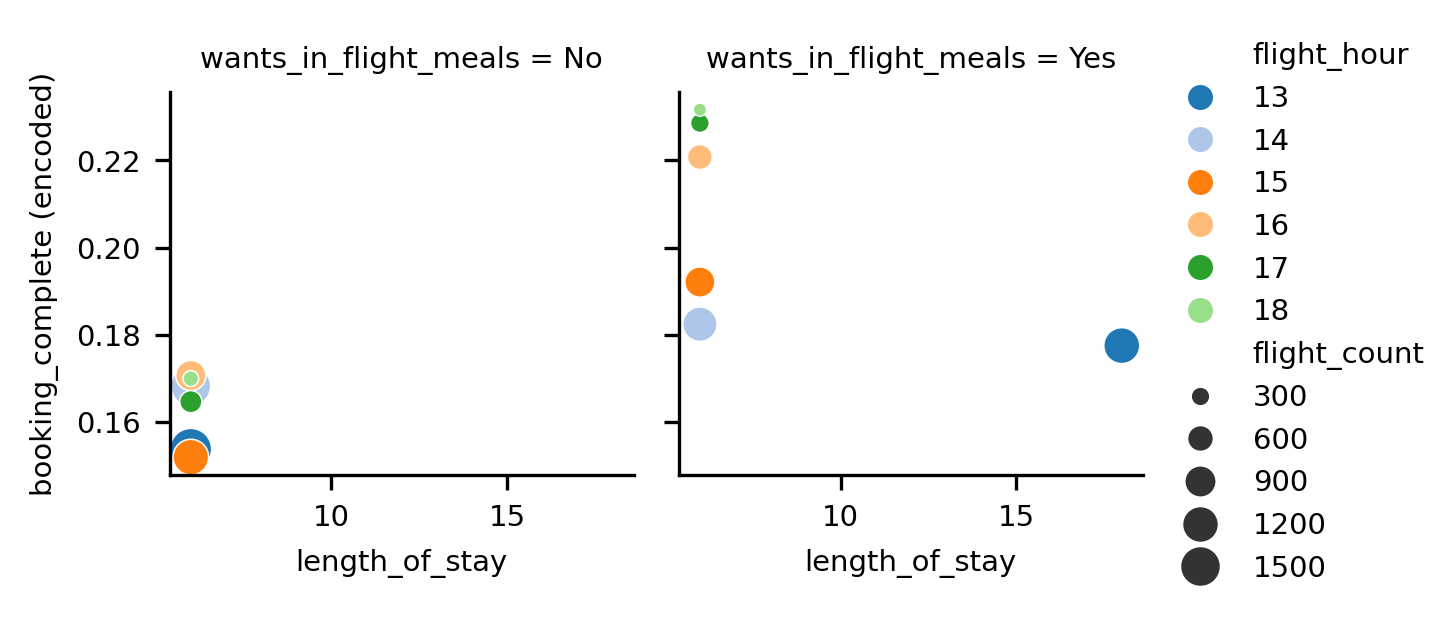 wants_in_flight_meals = No
wants_in_flight_meals = Yes
booking_complete (encoded)
0.22
0.20
0.18
0.16
10
15
10
15
length_of_stay
length_of_stay
flight_hour
13
14
15
16
17
18
flight_count
300
600
900
1200
1500